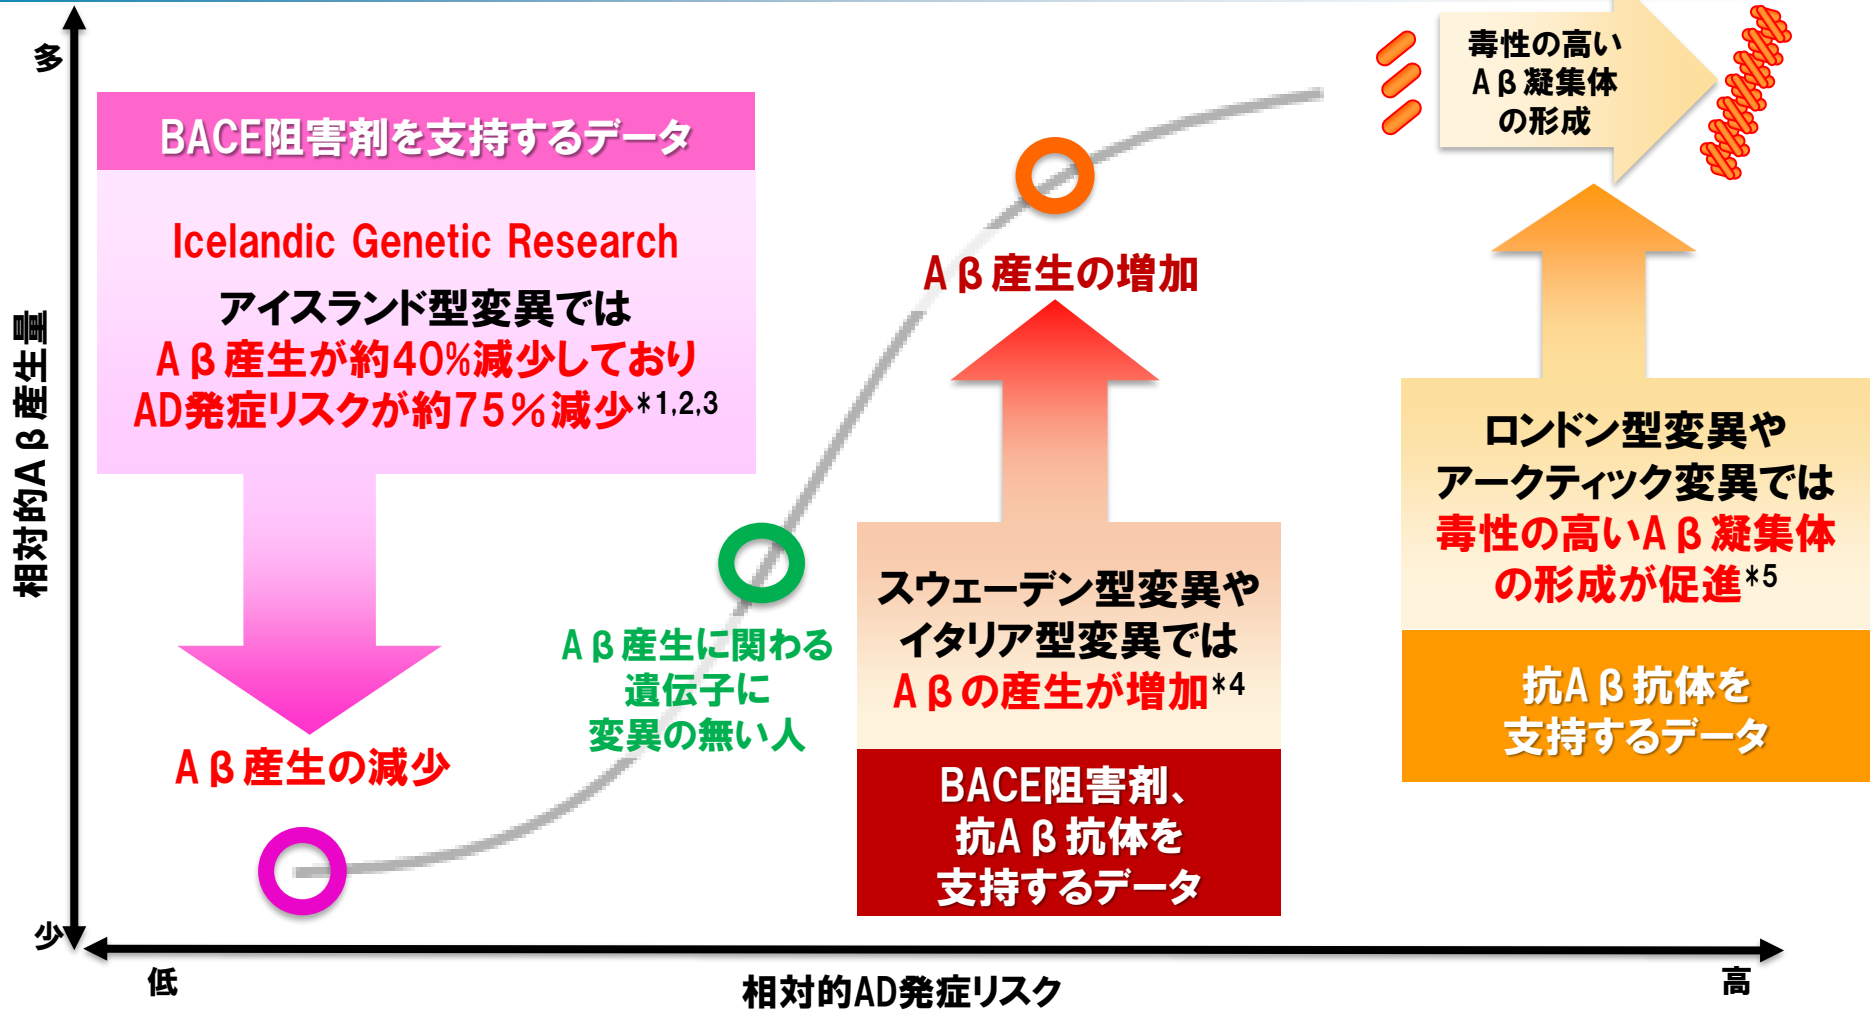 多
相対的Aβ産生量
少
BACE阻害剤を支持するデータ
Icelandic Genetic Research
アイスランド型変異では
Aβ産生が約40%減少しており
AD発症リスクが約75%減少*1,2,3
Aβ産生の減少
Aβ産生に関わる
遺伝子に
変異の無い人
Aβ産生の増加
スウェーデン型変異や
イタリア型変異では
Aβの産生が増加*4
BACE阻害剤、
抗Aβ抗体を
支持するデータ
毒性の高い
Aβ凝集体
の形成
ロンドン型変異や
アークティック変異では
毒性の高いAβ凝集体
の形成が促進*5
抗Aβ抗体を
支持するデータ
低
相対的AD発症リスク
高